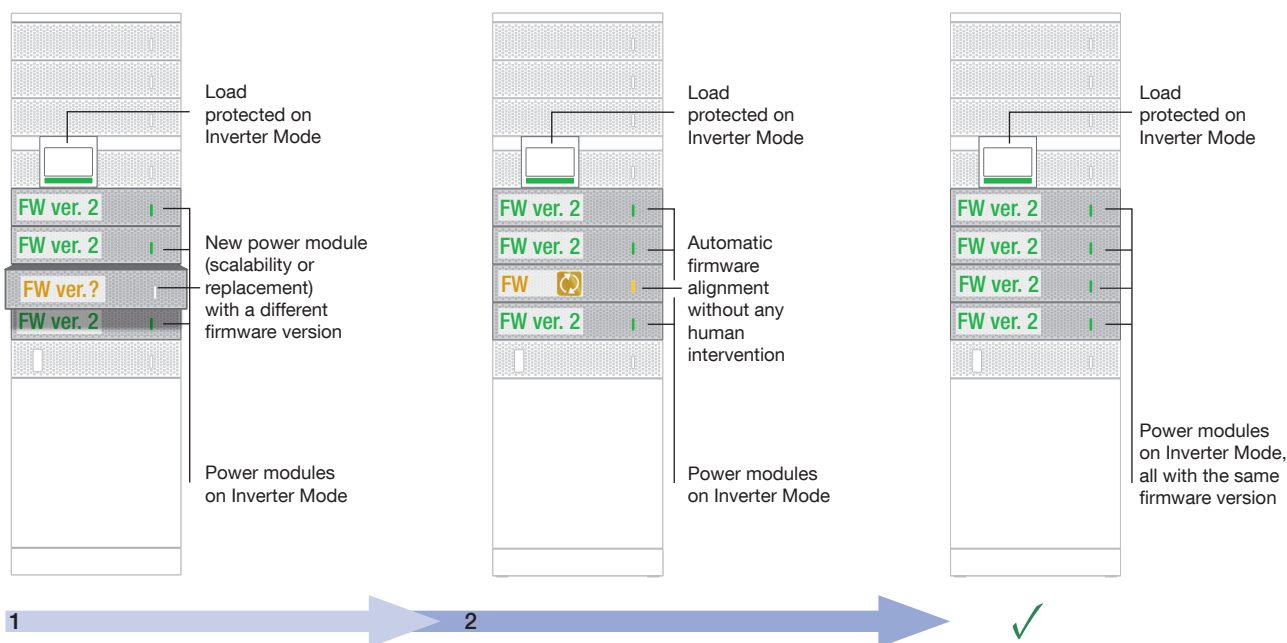 Load
protected on
Inverter Mode
FW ver. 2
FW ver. 2
FW ver.?
FW ver. 2
New power module
(scalability or
replacement)
with a different
firmware version
Power modules
on Inverter Mode
Load
protected on
Inverter Mode
FW ver. 2
FW ver. 2
FW
FW ver. 2
Automatic
firmware
alignment
without any
human
intervention
Power modules
on Inverter Mode
Load
protected on
Inverter Mode
FW ver. 2
FW ver. 2
FW ver. 2
FW ver. 2
Power modules
on Inverter Mode,
all with the same
firmware version
1
2